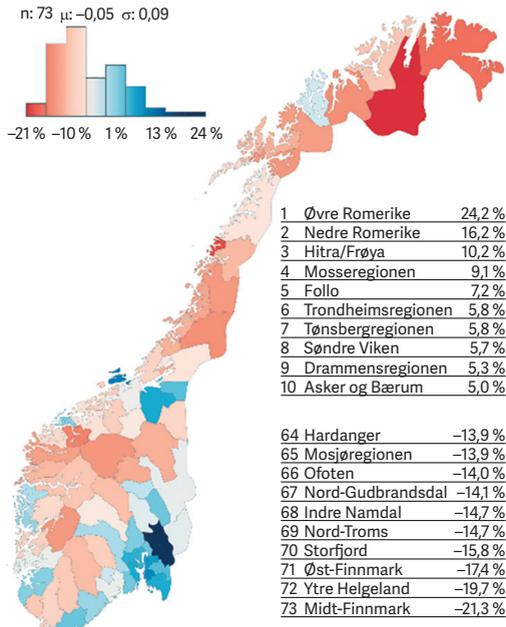 n: 73 μ: –0,05 σ: 0,09
–21 % –10 % 1 % 13 % 24 %
1 Øvre Romerike 24,2 %
2 Nedre Romerike 16,2 %
3 Hitra/Frøya 10,2 %
4 Mosseregionen 9,1 %
5 Follo 7,2 %
6 Trondheimsregionen 5,8 %
7 Tønsbergregionen 5,8 %
8 Søndre Viken 5,7 %
9 Drammensregionen 5,3 %
10 Asker og Bærum 5,0 %
64 Hardanger –13,9 %
65 Mosjøregionen –13,9 %
66 Ofoten –14,0 %
67 Nord-Gudbrandsdal –14,1 %
68 Indre Namdal –14,7 %
69 Nord-Troms –14,7 %
70 Storfjord –15,8 %
71 Øst-Finnmark –17,4 %
72 Ytre Helgeland –19,7 %
73 Midt-Finnmark –21,3 %